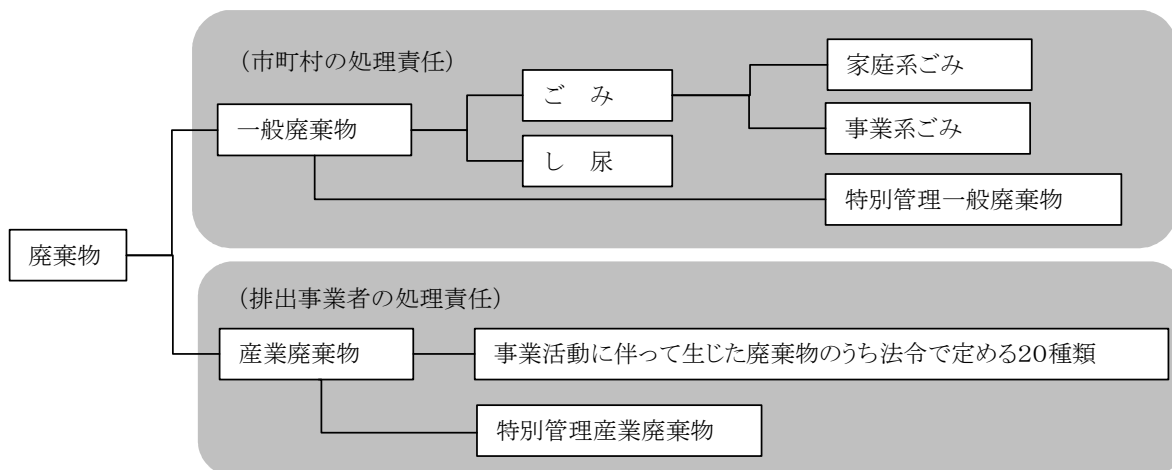 (市町村の処理責任)
家庭系ごみ
ご み
一般廃棄物
事業系ごみ
し 尿
特別管理一般廃棄物
廃棄物
(排出事業者の処理責任)
産業廃棄物
事業活動に伴って生じた廃棄物のうち法令で定める20種類
特別管理産業廃棄物